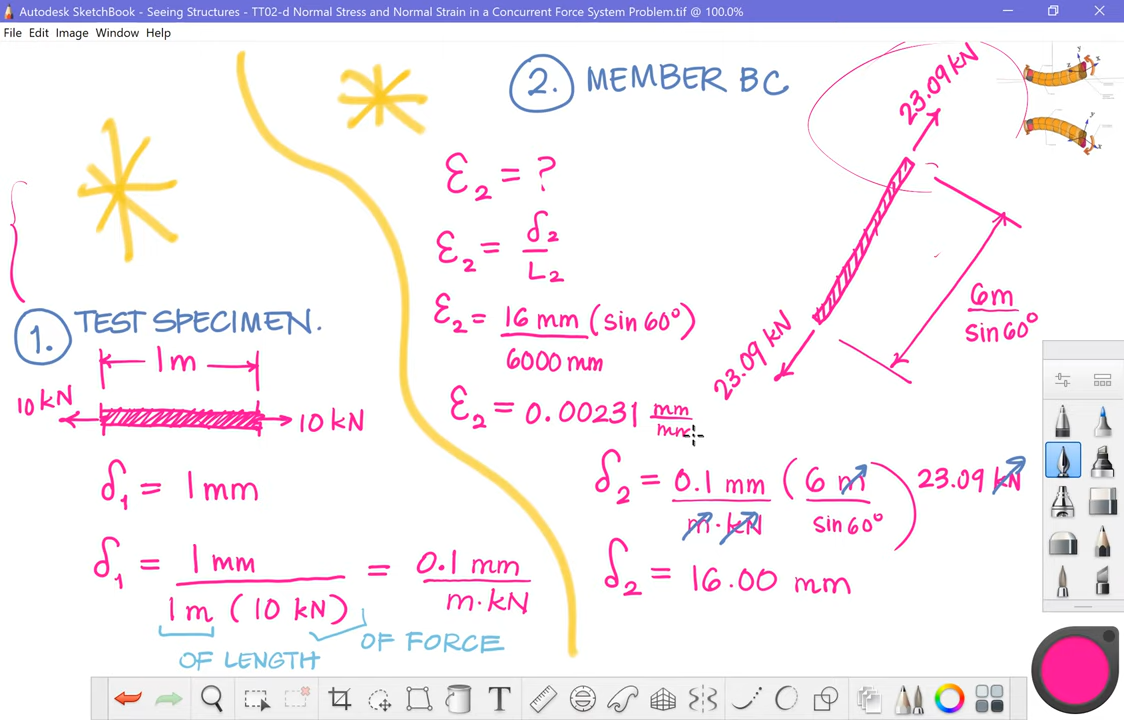 Autodesk SketchBook - Seeing Structures - TT02-d Normal Stress and Normal Strain in a Concurrent Force System Problem.tif @ 100.0%
File Edit Image Window Help
2. MEMBER BC
23.09 kN
ε2 = ?
ε2 = δ2 / L2
ε2 = 16 mm (sin 60°) / 6000 mm
ε2 = 0.00231 mm/mm
6m / sin 60°
23.09 kN
δ2 = 0.1 mm / m·kN ( 6 m / sin 60° ) 23.09 kN
δ2 = 16.00 mm
1. TEST SPECIMEN.
1m
10 kN
10 kN
δ1 = 1mm
δ1 = 1 mm / 1m (10 kN) = 0.1 mm / m·kN
OF LENGTH
OF FORCE
T